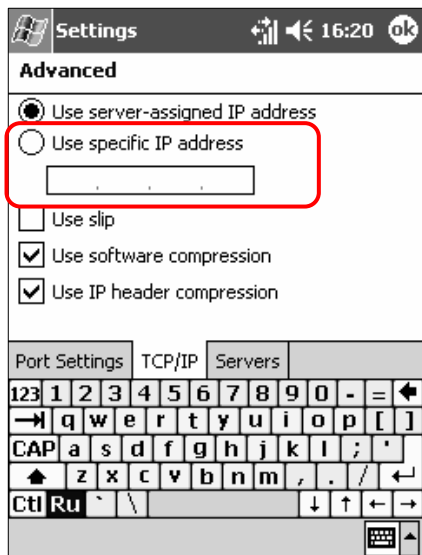 Settings 16:20 ok
Advanced
Use server-assigned IP address
Use specific IP address
. . .
Use slip
Use software compression
Use IP header compression
Port Settings TCP/IP Servers
123 1 2 3 4 5 6 7 8 9 0 - =
q w e r t y u i o p [ ]
CAP a s d f g h j k l ; '
z x c v b n m , . /
Ctl Ru ` \